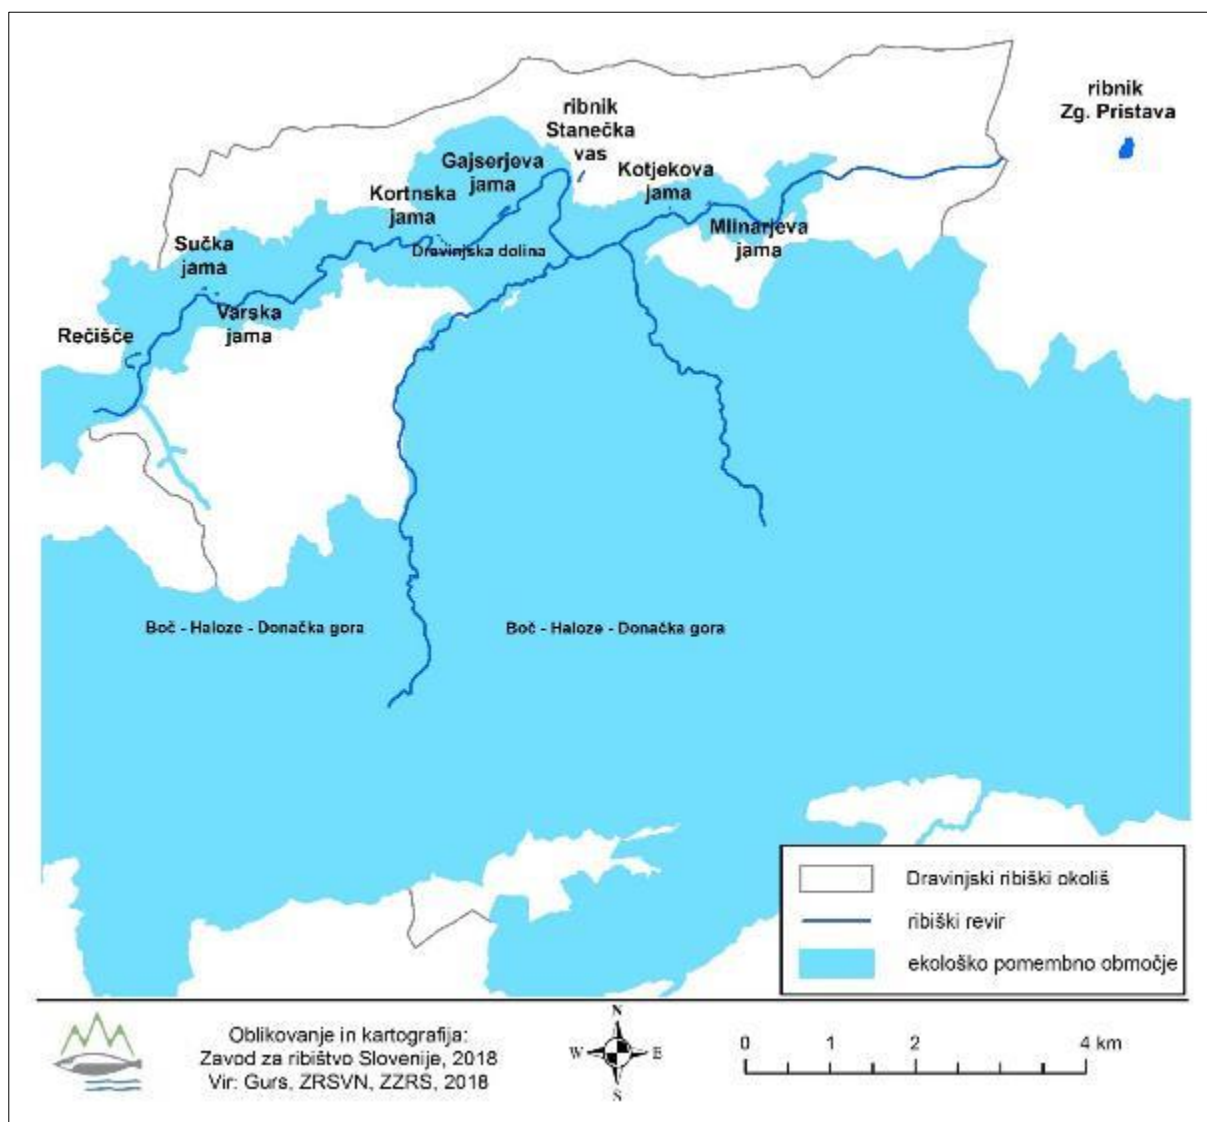 ribnik
Zg. Pristava
ribnik
Stanečka
vas
Gajserjeva
jama
Kotjekova
jama
Kortnska
jama
Mlinarjeva
jama
Sučka
jama
Dravinjska dolina
Varska
jama
Rečišče
Boč - Haloze - Donačka gora
Boč - Haloze - Donačka gora
Dravinjski ribiški okoliš
ribiški revir
ekološko pomembno območje
Oblikovanje in kartografija:
Zavod za ribištvo Slovenije, 2018
Vir: Gurs, ZRSVN, ZZRS, 2018
N
W E
S
0 1 2 4 km